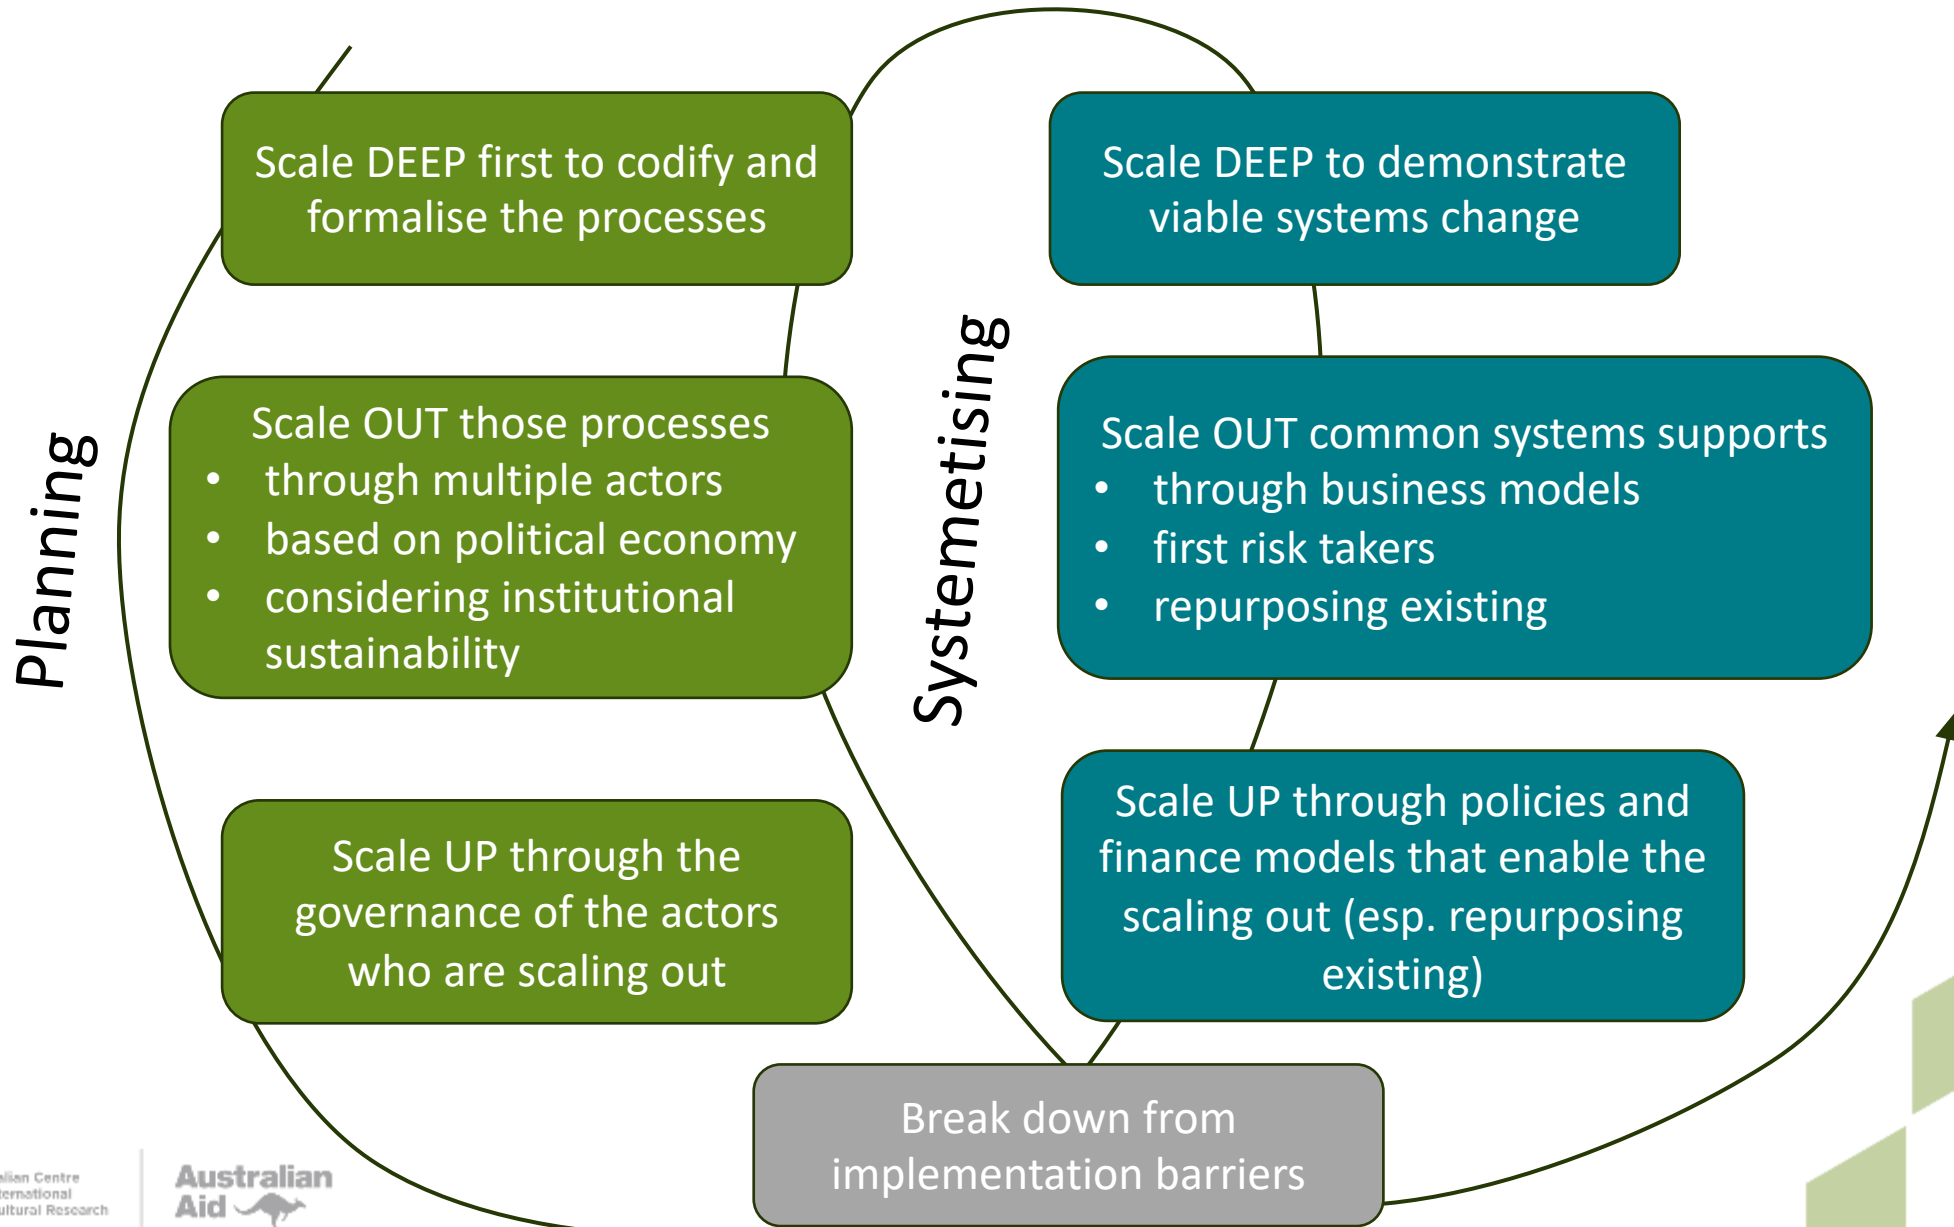 Planning
Scale DEEP first to codify and
formalise the processes
Scale OUT those processes
• through multiple actors
• based on political economy
• considering institutional
sustainability
Scale UP through the
governance of the actors
who are scaling out
Systemetising
Scale DEEP to demonstrate
viable systems change
Scale OUT common systems supports
• through business models
• first risk takers
• repurposing existing
Scale UP through policies and
finance models that enable the
scaling out (esp. repurposing
existing)
Break down from
implementation barriers
Centre
Research
Australian
Aid